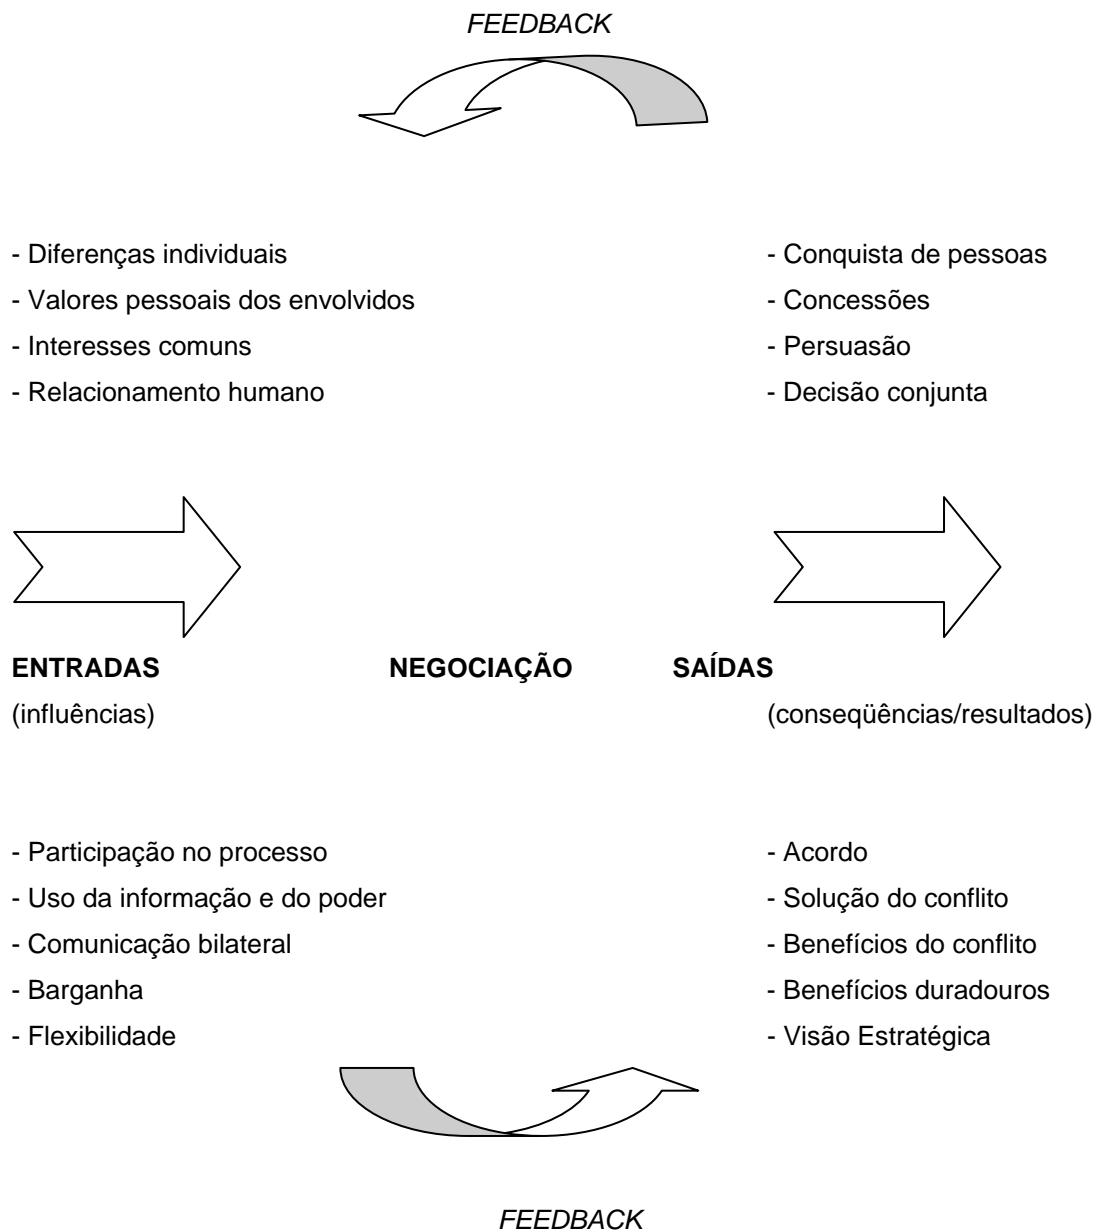 FEEDBACK
- Diferenças individuais - Conquista de pessoas
- Valores pessoais dos envolvidos - Concessões
- Interesses comuns - Persuasão
- Relacionamento humano - Decisão conjunta
ENTRADAS NEGOCIAÇÃO SAÍDAS
(influências) (conseqüências/resultados)
- Participação no processo - Acordo
- Uso da informação e do poder - Solução do conflito
- Comunicação bilateral - Benefícios do conflito
- Barganha - Benefícios duradouros
- Flexibilidade - Visão Estratégica
FEEDBACK